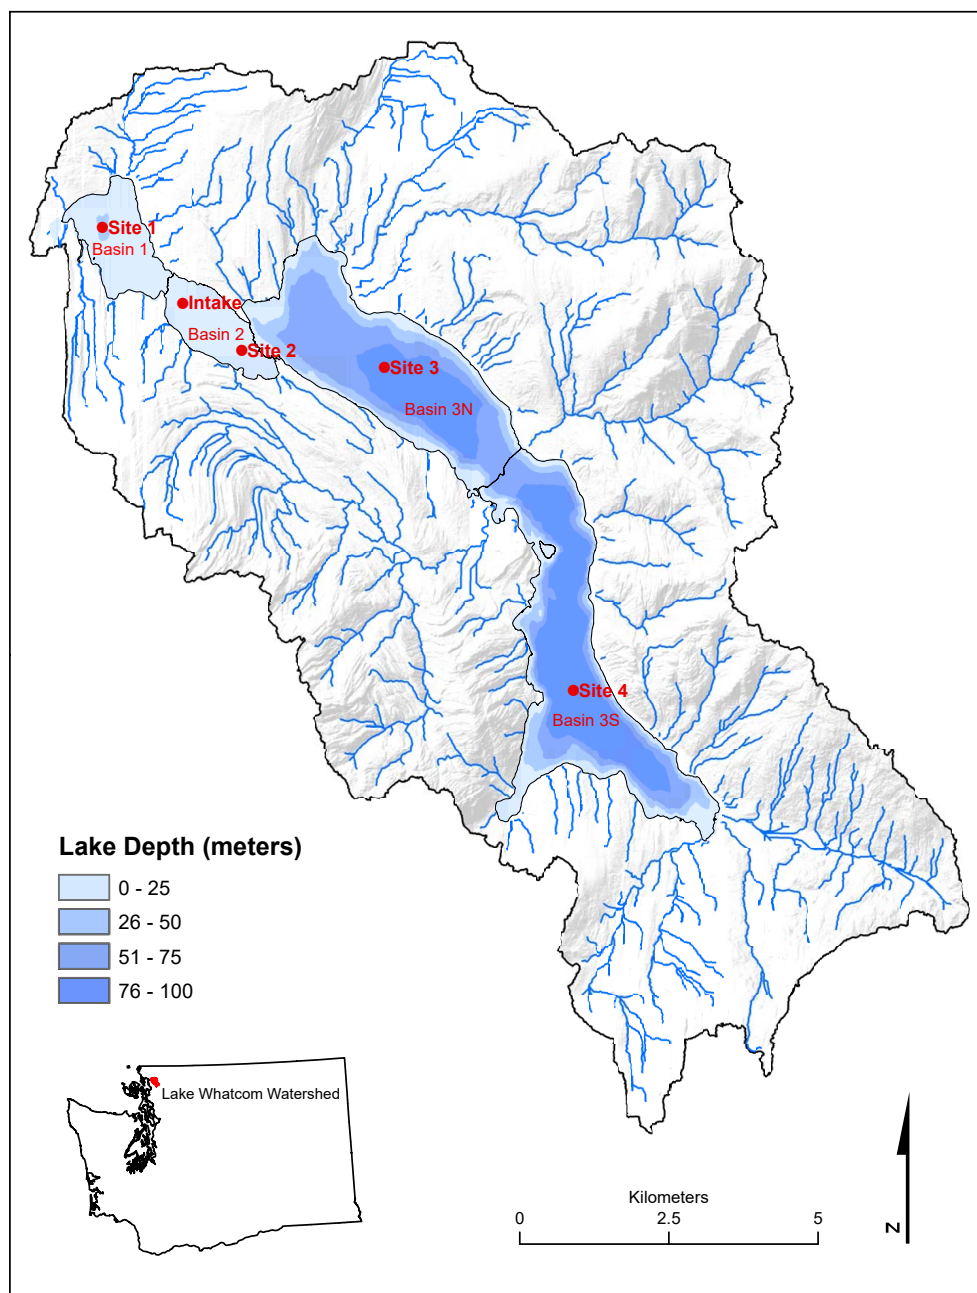 Site 1
Basin 1
Intake
Basin 2
Site 2
Site 3
Basin 3N
Site 4
Basin 3S
Lake Depth (meters)
0 - 25
26 - 50
51 - 75
76 - 100
Lake Whatcom Watershed
Kilometers
0 2.5 5
N